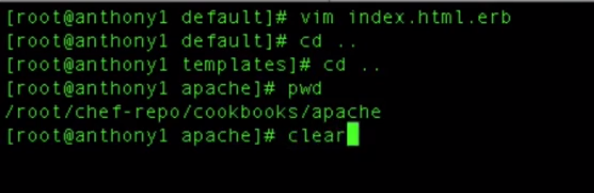 [root@anthony1 default]# vim index.html.erb
[root@anthony1 default]# cd ..
[root@anthony1 templates]# cd ..
[root@anthony1 apache]# pwd
/root/chef-repo/cookbooks/apache
[root@anthony1 apache]# clear